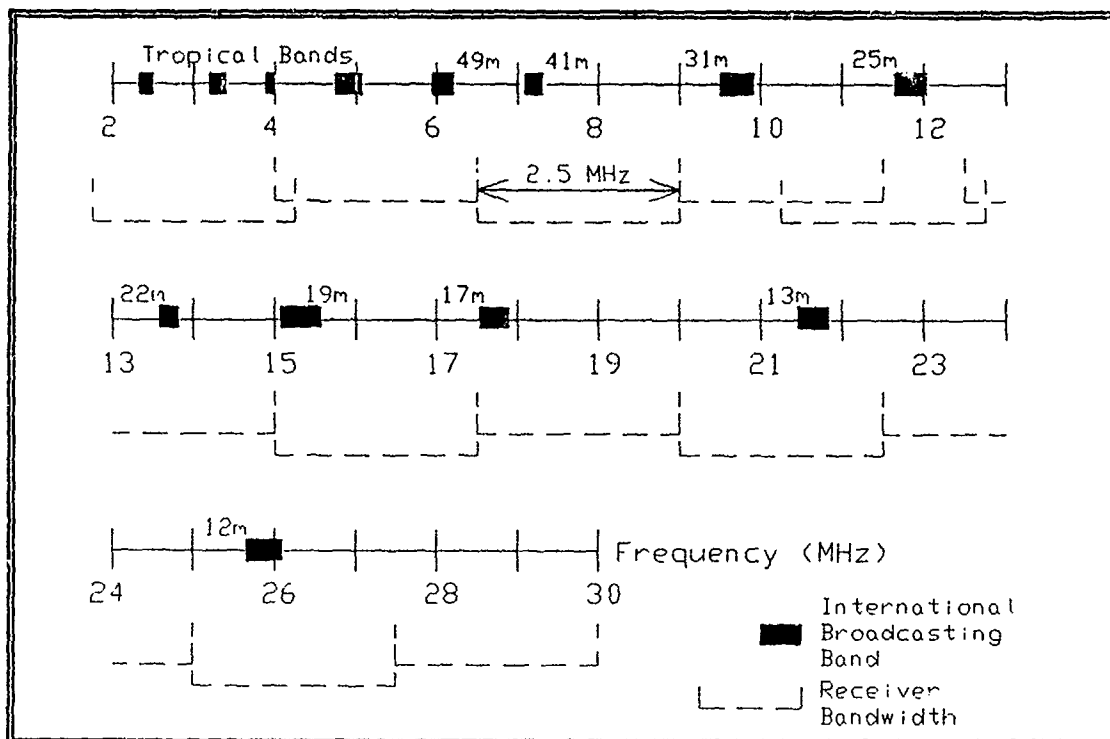 Tropical Bands 49m 41m 31m 25m
2 4 6 8 10 12
2.5 MHz
22m 19m 17m 13m
13 15 17 19 21 23
12m
Frequency (MHz)
24 26 28 30
International
Broadcasting
Band
Receiver
Bandwidth